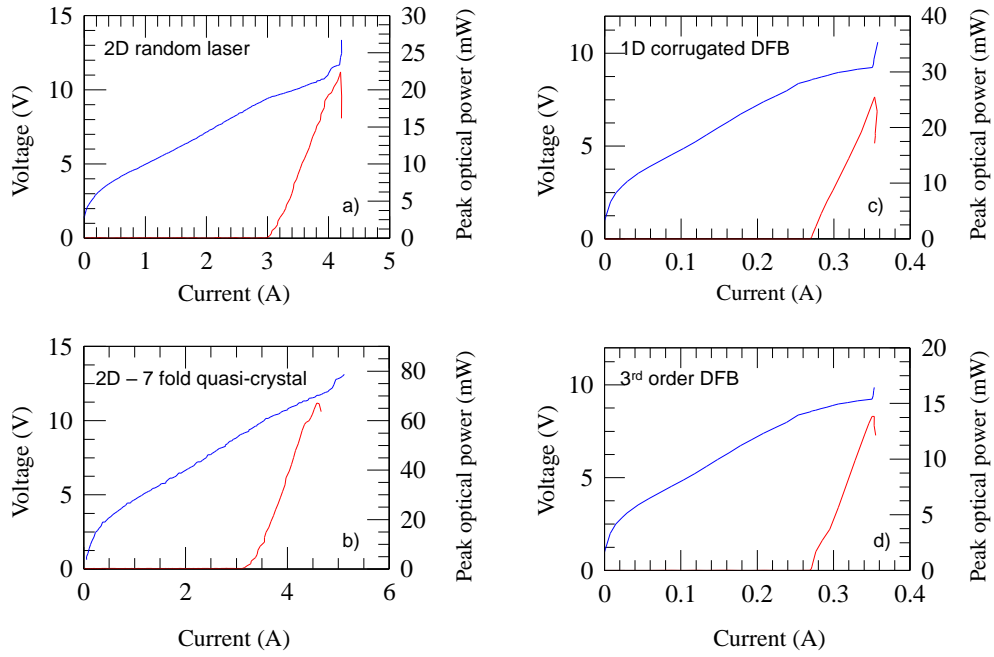 2D random laser
15
10
5
0
Voltage (V)
30
25
20
15
10
5
0
Peak optical power (mW)
a)
0 1 2 3 4 5
Current (A)
1D corrugated DFB
10
5
0
Voltage (V)
40
30
20
10
0
Peak optical power (mW)
c)
0 0.1 0.2 0.3 0.4
Current (A)
2D – 7 fold quasi-crystal
15
10
5
0
Voltage (V)
80
60
40
20
0
Peak optical power (mW)
b)
0 2 4 6
Current (A)
3rd order DFB
10
5
0
Voltage (V)
20
15
10
5
0
Peak optical power (mW)
d)
0 0.1 0.2 0.3 0.4
Current (A)